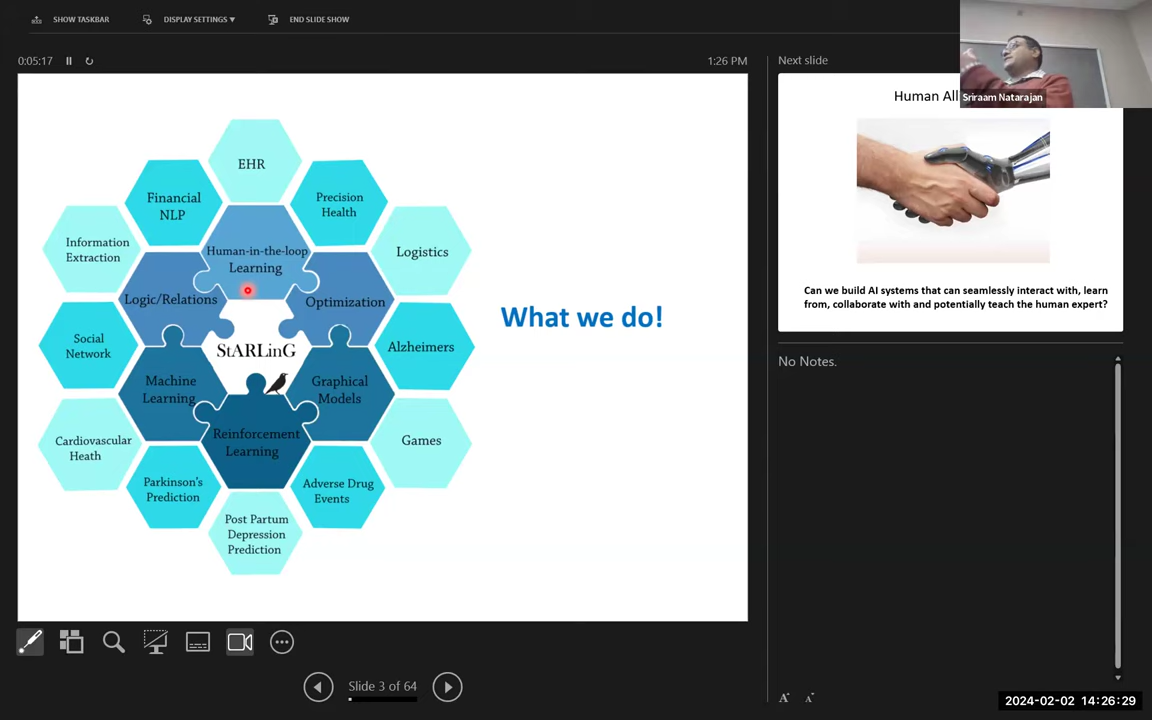 SHOW TASKBAR
DISPLAY SETTINGS ▼
END SLIDE SHOW
0:05:17
1:26 PM
Next slide
EHR
Financial
NLP
Precision
Health
Information
Extraction
Human-in-the-loop
Learning
Logistics
Logic/Relations
Optimization
Social
Network
StARLinG
Alzheimers
Machine
Learning
Graphical
Models
Cardiovascular
Heath
Reinforcement
Learning
Games
Parkinson's
Prediction
Adverse Drug
Events
Post Partum
Depression
Prediction
What we do!
Slide 3 of 64
Human All
Sriraam Natarajan
Can we build AI systems that can seamlessly interact with, learn
from, collaborate with and potentially teach the human expert?
No Notes.
A A
2024-02-02 14:26:29